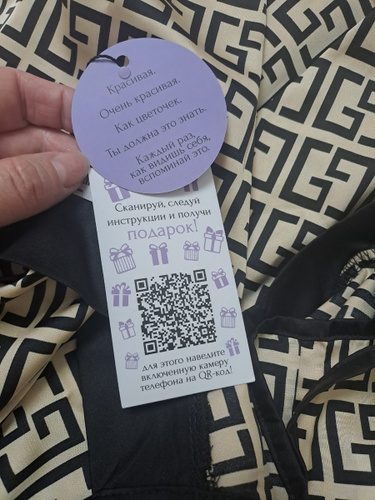 Красивая.
Очень красивая.
Как цветочек.
Ты должна это знать.
Каждый раз,
как видишь себя,
вспоминай это.
Сканируй, следуй
инструкции и получи
подарок!
для этого наведите
включенную камеру
телефона на QR-код!